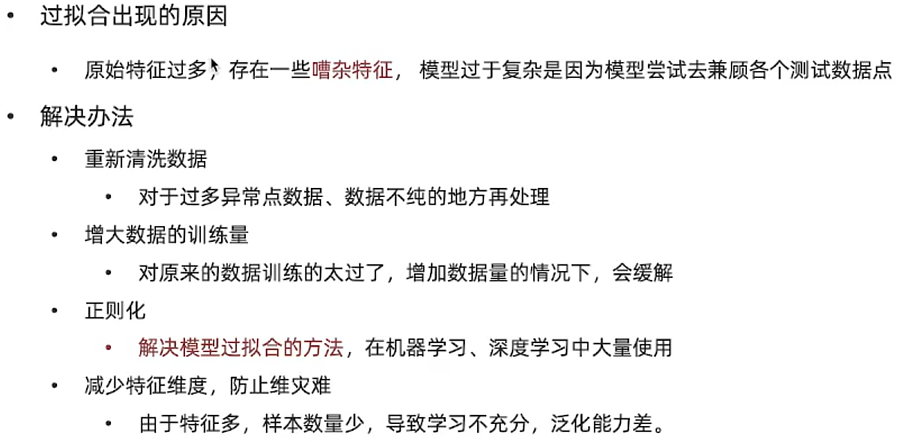 • 过拟合出现的原因
• 原始特征过多，存在一些嘈杂特征， 模型过于复杂是因为模型尝试去兼顾各个测试数据点
• 解决办法
• 重新清洗数据
• 对于过多异常点数据、数据不纯的地方再处理
• 增大数据的训练量
• 对原来的数据训练的太过了，增加数据量的情况下，会缓解
• 正则化
• 解决模型过拟合的方法，在机器学习、深度学习中大量使用
• 减少特征维度，防止维灾难
• 由于特征多，样本数量少，导致学习不充分，泛化能力差。